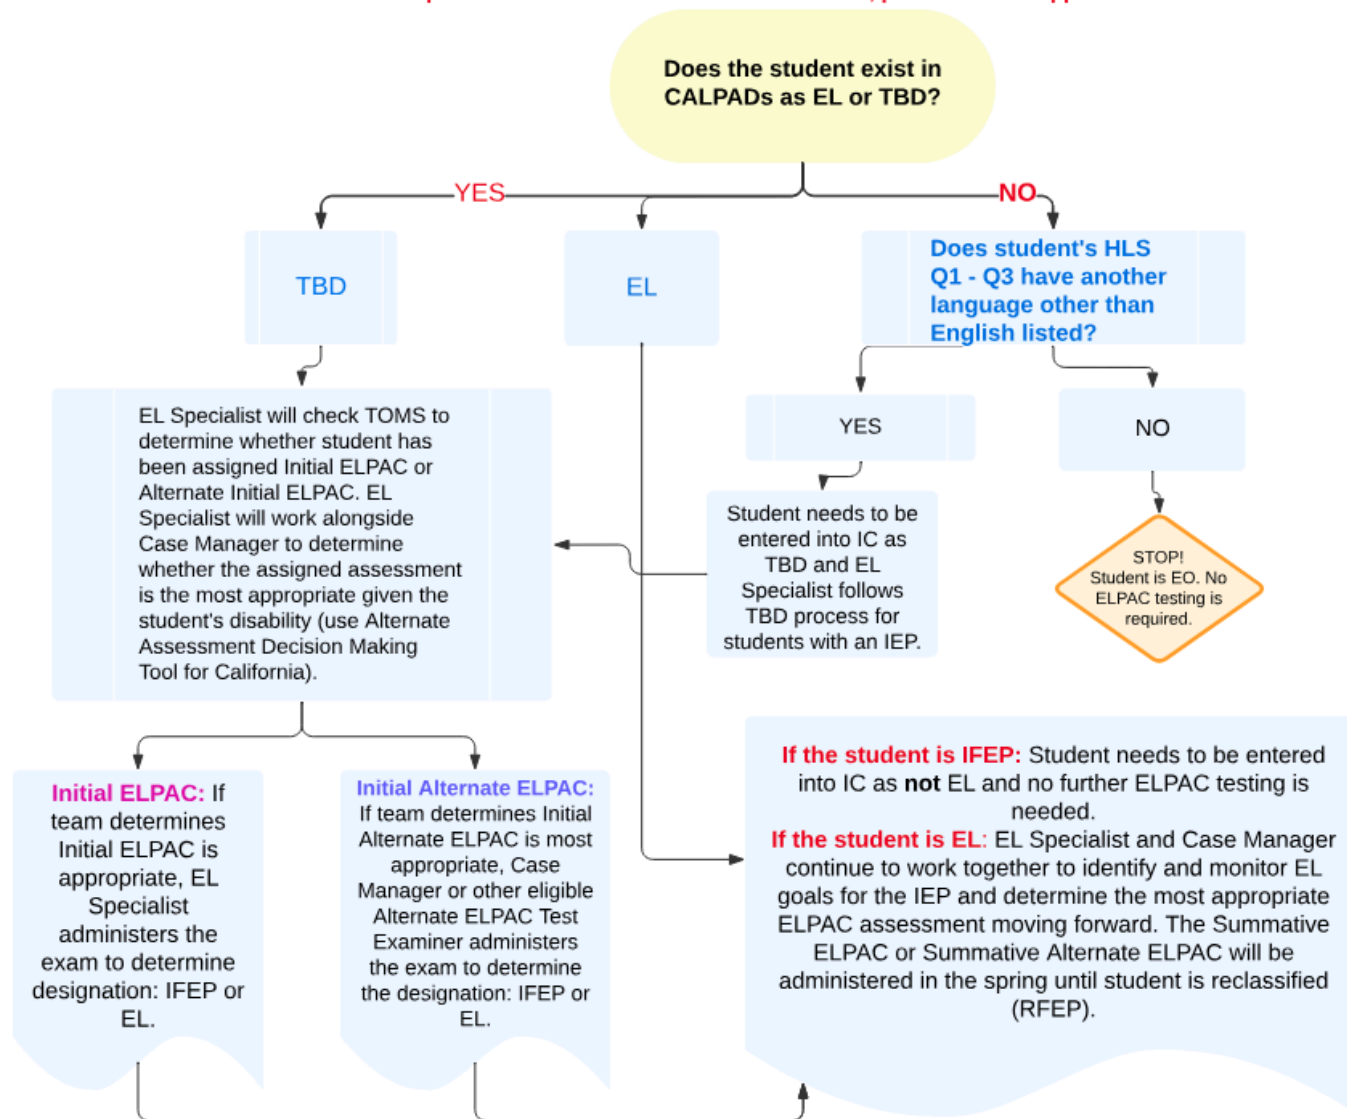 Does the student exist in
CALPADs as EL or TBD?
YES
NO
TBD
EL
Does student's HLS
Q1 - Q3 have another
language other than
English listed?
YES
NO
EL Specialist will check TOMS to
determine whether student has
been assigned Initial ELPAC or
Alternate Initial ELPAC. EL
Specialist will work alongside
Case Manager to determine
whether the assigned assessment
is the most appropriate given the
student's disability (use Alternate
Assessment Decision Making
Tool for California).
Student needs to be
entered into IC as
TBD and EL
Specialist follows
TBD process for
students with an IEP.
STOP!
Student is EO. No
ELPAC testing is
required.
Initial ELPAC: If
team determines
Initial ELPAC is
appropriate, EL
Specialist
administers the
exam to determine
designation: IFEP or
EL.
Initial Alternate ELPAC:
If team determines Initial
Alternate ELPAC is most
appropriate, Case
Manager or other eligible
Alternate ELPAC Test
Examiner administers
the exam to determine
the designation: IFEP or
EL.
If the student is IFEP: Student needs to be entered
into IC as not EL and no further ELPAC testing is
needed.
If the student is EL: EL Specialist and Case Manager
continue to work together to identify and monitor EL
goals for the IEP and determine the most appropriate
ELPAC assessment moving forward. The Summative
ELPAC or Summative Alternate ELPAC will be
administered in the spring until student is reclassified
(RFEP).